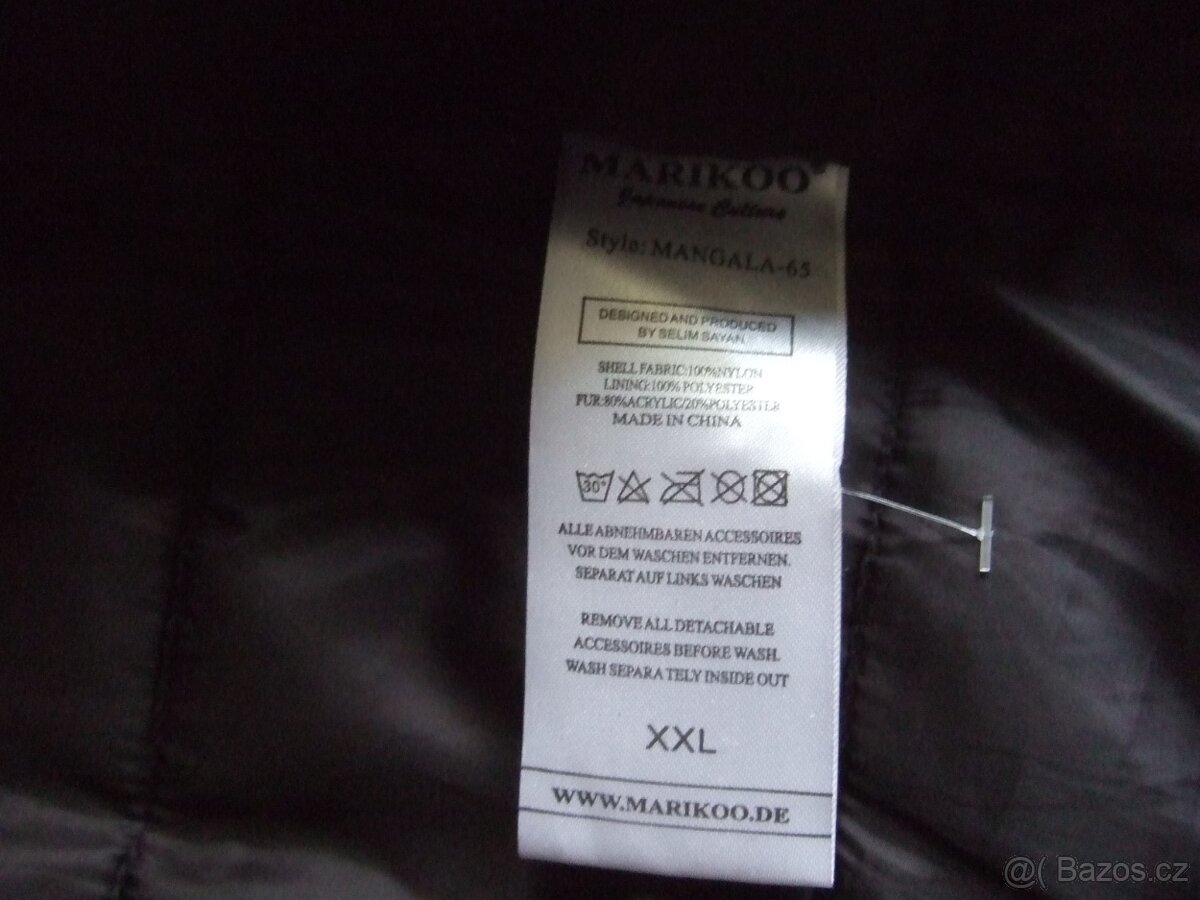 MARIKOO®
Japanese Culture
Style: MANGALA-65
DESIGNED AND PRODUCED
BY SELIM SAYAN
SHELL FABRIC:100%NYLON
LINING:100% POLYESTER
FUR:80%ACRYLIC/20%POLYESTER
MADE IN CHINA
30°
ALLE ABNEHMBAREN ACCESSOIRES
VOR DEM WASCHEN ENTFERNEN.
SEPARAT AUF LINKS WASCHEN
REMOVE ALL DETACHABLE
ACCESSOIRES BEFORE WASH.
WASH SEPARA TELY INSIDE OUT
XXL
WWW.MARIKOO.DE
@( Bazos.cz